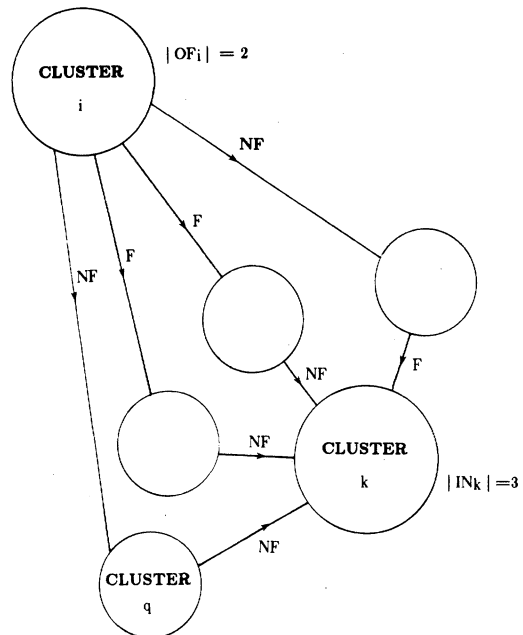 CLUSTER
i
| OFi | = 2
NF
F
F
NF
NF
F
NF
CLUSTER
k
| INk | =3
NF
CLUSTER
q